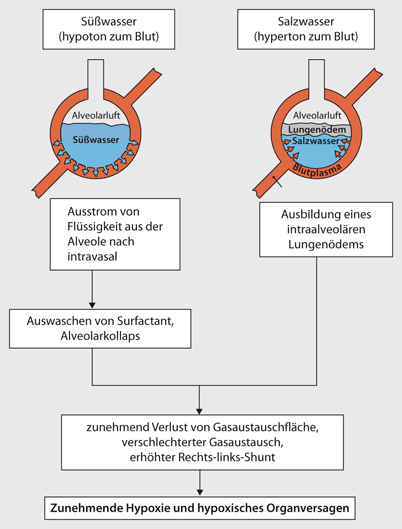 Süßwasser
(hypoton zum Blut)
Salzwasser
(hyperton zum Blut)
Alveolarluft
Süßwasser
Alveolarluft
Lungenödem
Salzwasser
Blutplasma
Ausstrom von
Flüssigkeit aus der
Alveole nach
intravasal
Ausbildung eines
intraalveolären
Lungenödems
Auswaschen von Surfactant,
Alveolarkollaps
zunehmend Verlust von Gasaustauschfläche,
verschlechterter Gasaustausch,
erhöhter Rechts-links-Shunt
Zunehmende Hypoxie und hypoxisches Organversagen